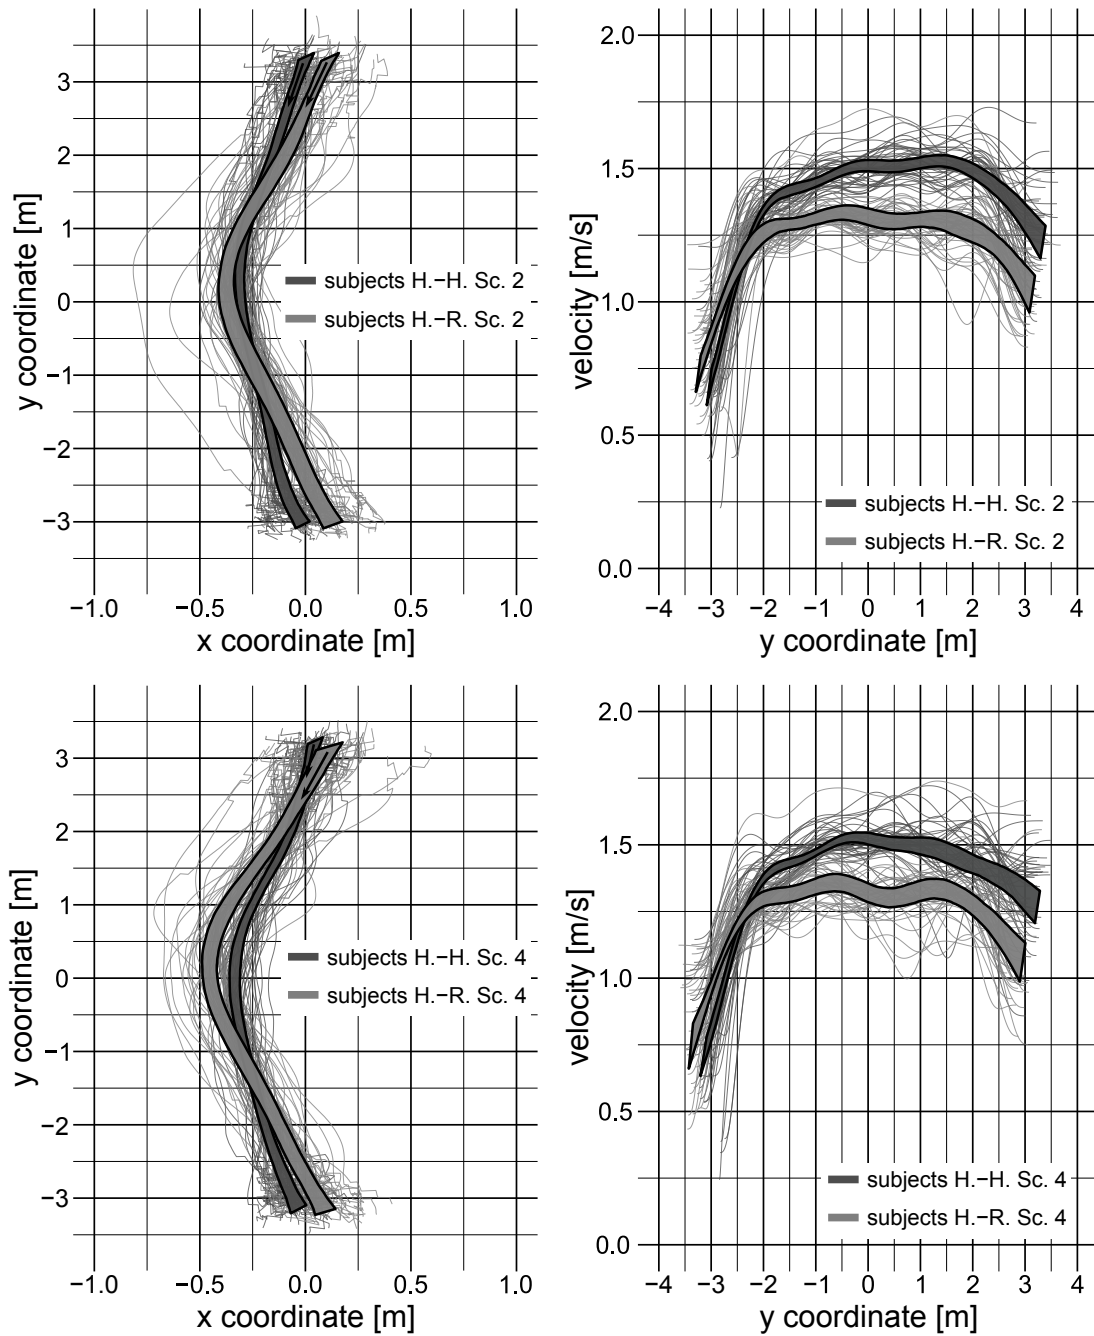 3
2
1
0
−1
−2
−3
y coordinate [m]
subjects H.−H. Sc. 2
subjects H.−R. Sc. 2
−1.0 −0.5 0.0 0.5 1.0
x coordinate [m]
2.0
1.5
1.0
0.5
0.0
velocity [m/s]
subjects H.−H. Sc. 2
subjects H.−R. Sc. 2
−4 −3 −2 −1 0 1 2 3 4
y coordinate [m]
3
2
1
0
−1
−2
−3
y coordinate [m]
subjects H.−H. Sc. 4
subjects H.−R. Sc. 4
−1.0 −0.5 0.0 0.5 1.0
x coordinate [m]
2.0
1.5
1.0
0.5
0.0
velocity [m/s]
subjects H.−H. Sc. 4
subjects H.−R. Sc. 4
−4 −3 −2 −1 0 1 2 3 4
y coordinate [m]